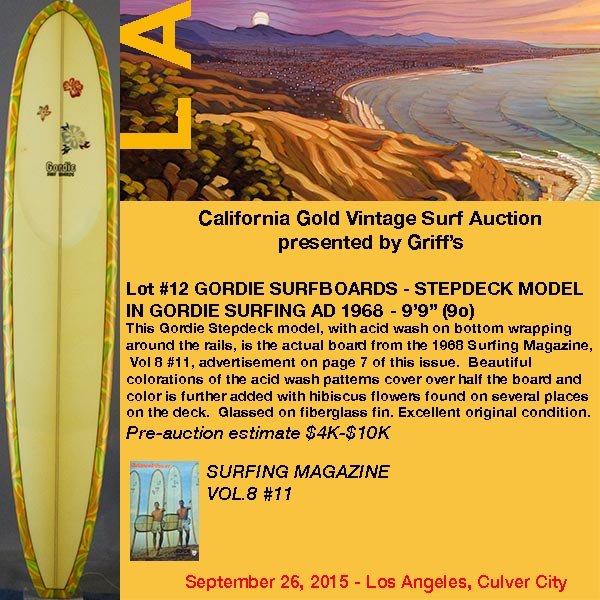 LA
Gordie
SURF BOARDS
California Gold Vintage Surf Auction
presented by Griff's
Lot #12 GORDIE SURFBOARDS - STEPDECK MODEL
IN GORDIE SURFING AD 1968 - 9'9" (9o)
This Gordie Stepdeck model, with acid wash on bottom wrapping
around the rails, is the actual board from the 1968 Surfing Magazine,
Vol 8 #11, advertisement on page 7 of this issue. Beautiful
colorations of the acid wash patterns cover over half the board and
color is further added with hibiscus flowers found on several places
on the deck. Glassed on fiberglass fin. Excellent original condition.
Pre-auction estimate $4K-$10K
SURFING MAGAZINE
VOL.8 #11
September 26, 2015 - Los Angeles, Culver City